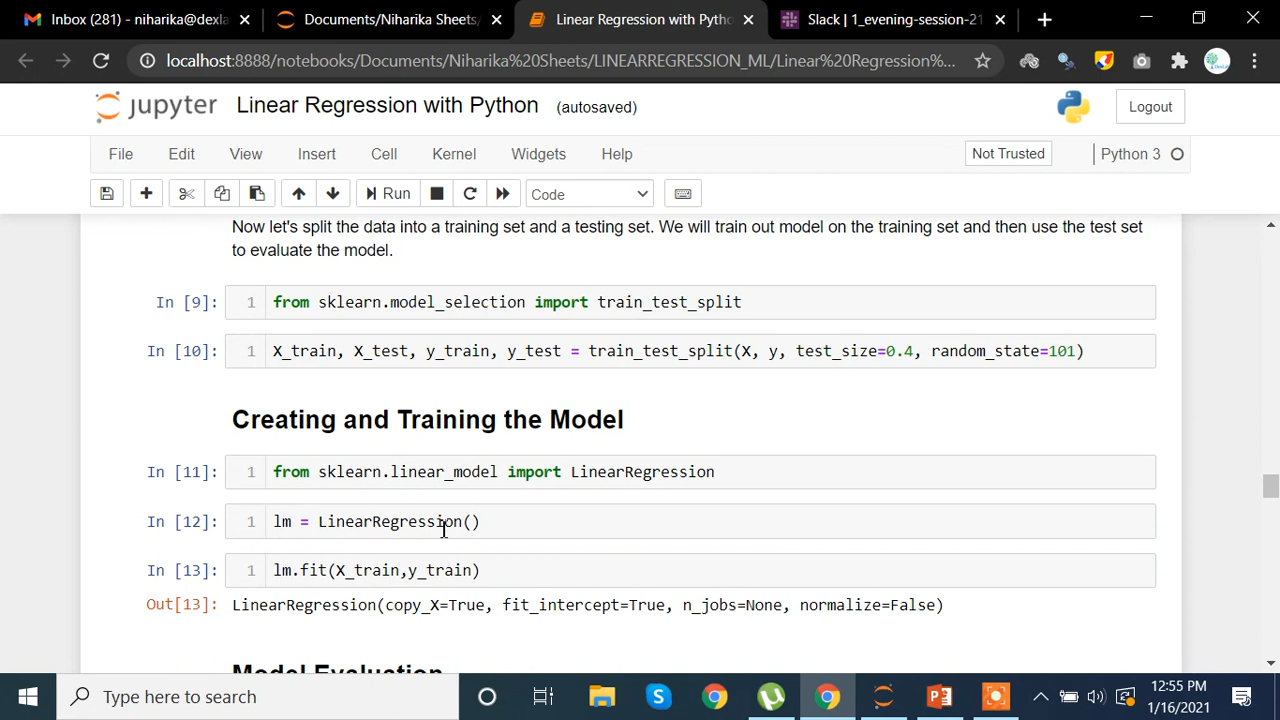 Inbox (281) - niharika@dexla
Documents/Niharika Sheets/
Linear Regression with Pytho
Slack | 1_evening-session-21
localhost:8888/notebooks/Documents/Niharika%20Sheets/LINEARREGRESSION_ML/Linear%20Regression%...
jupyter Linear Regression with Python (autosaved)
Logout
File Edit View Insert Cell Kernel Widgets Help
Not Trusted
Python 3
Run
Code
Now let's split the data into a training set and a testing set. We will train out model on the training set and then use the test set
to evaluate the model.
In [9]: 1 from sklearn.model_selection import train_test_split
In [10]: 1 X_train, X_test, y_train, y_test = train_test_split(X, y, test_size=0.4, random_state=101)
Creating and Training the Model
In [11]: 1 from sklearn.linear_model import LinearRegression
In [12]: 1 lm = LinearRegression()
In [13]: 1 lm.fit(X_train,y_train)
Out[13]: LinearRegression(copy_X=True, fit_intercept=True, n_jobs=None, normalize=False)
Model Evaluation
Type here to search
12:55 PM
1/16/2021